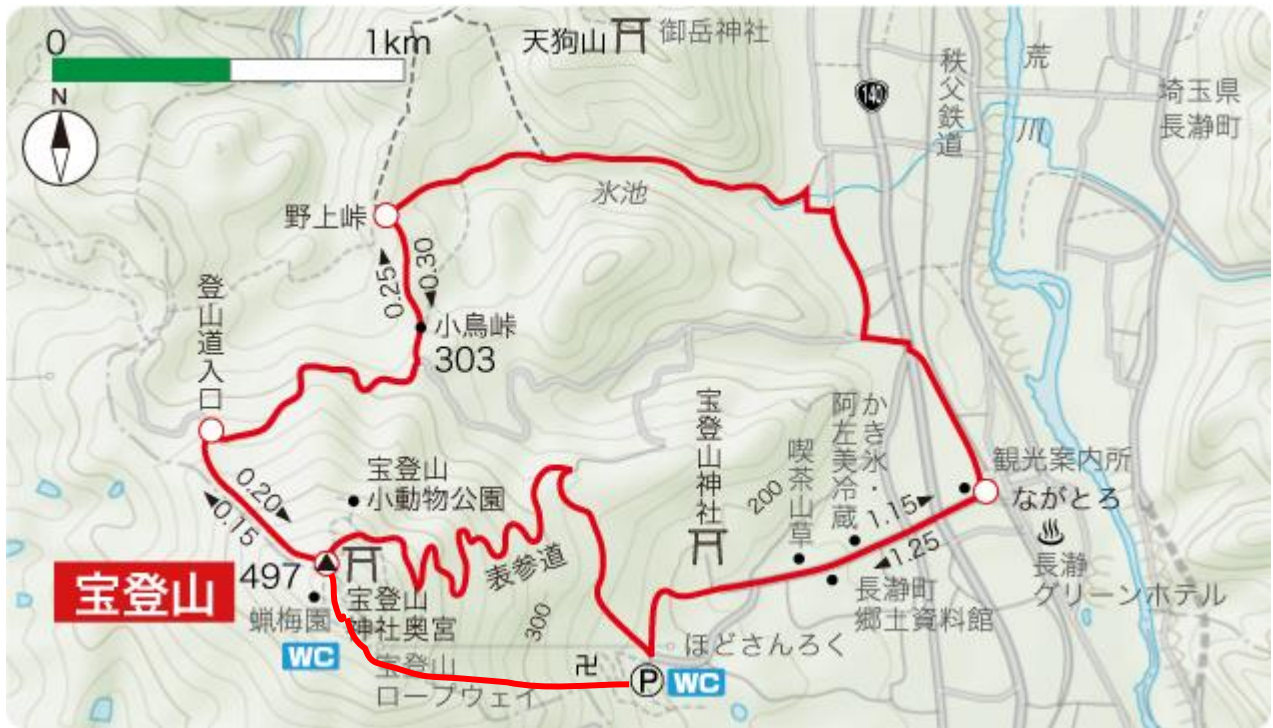 0 1km
N
天狗山
御岳神社
140
秩父鉄道
荒川
埼玉県
長瀞町
氷池
野上峠
0.25
0.30
小鳥峠
303
登山道入口
0.20
0.15
宝登山
小動物公園
表参道
宝登山神社
200
喫茶山草
かき氷・
阿左美冷蔵
観光案内所
ながとろ
1.15
1.25
長瀞
グリーンホテル
長瀞町
郷土資料館
宝登山
497
蝋梅園
WC
宝登山
神社奥宮
300
宝登山
ロープウェイ
卍
ほどさんろく
P
WC